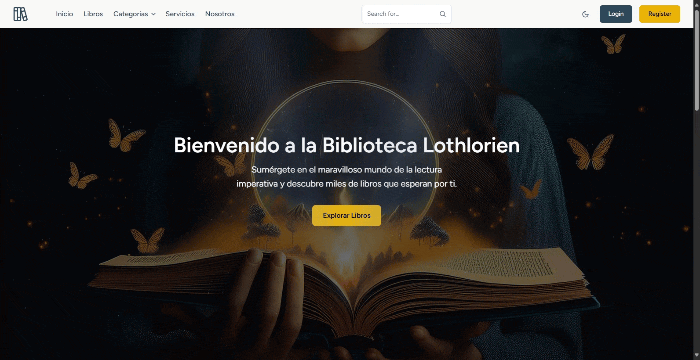 Inicio Libros Categorías Servicios Nosotros Search for... Login Register
Bienvenido a la Biblioteca Lothlorien
Sumérgete en el maravilloso mundo de la lectura
imperativa y descubre miles de libros que esperan por ti.
Explorar Libros